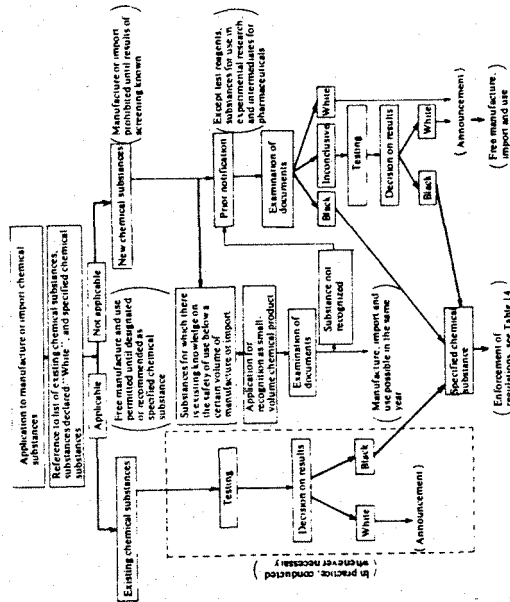 Application to manufacture or import chemical
substances
Reference to list of existing chemical substances,
substances declared "White" and specified chemical
substances
Applicable
Not applicable
Existing chemical substances
(Free manufacture and use
permitted until designated
or recommended as
specified chemical
substance)
New chemical substances
(Manufacture or import
prohibited until results of
screening known)
Substances for which there
is existing knowledge on
the safety of use below a
certain volume of
manufacture or import
Prior notification
(Except test reagents,
substances for use in
experimental research
and intermediates for
pharmaceuticals)
Application for
recognition as small-
volume chemical product
Examination of
documents
Examination of
documents
Substance not
recognized
(Manufacture, import and
use possible in the same
year)
Black
Inconclusive
White
Testing
Decision on results
Black
White
(Announcement)
(Free manufacture,
import and use)
(In practice, conducted
whenever necessary)
Testing
Decision on results
White
Black
(Announcement)
Specified chemical
substance
(Enforcement of
regulations, see Table 14